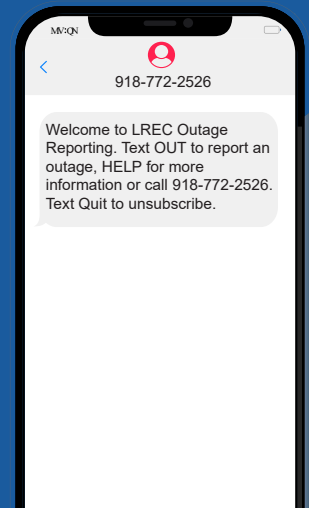 918-772-2526
Welcome to LREC Outage
Reporting. Text OUT to report an
outage, HELP for more
information or call 918-772-2526.
Text Quit to unsubscribe.